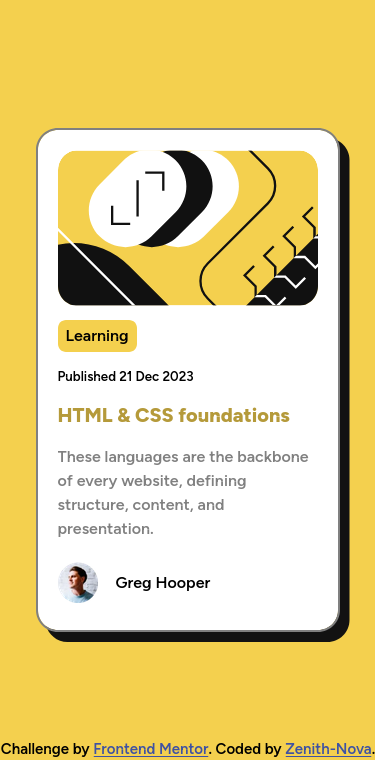 Learning
Published 21 Dec 2023
HTML & CSS foundations
These languages are the backbone
of every website, defining
structure, content, and
presentation.
Greg Hooper
Challenge by Frontend Mentor. Coded by Zenith-Nova.